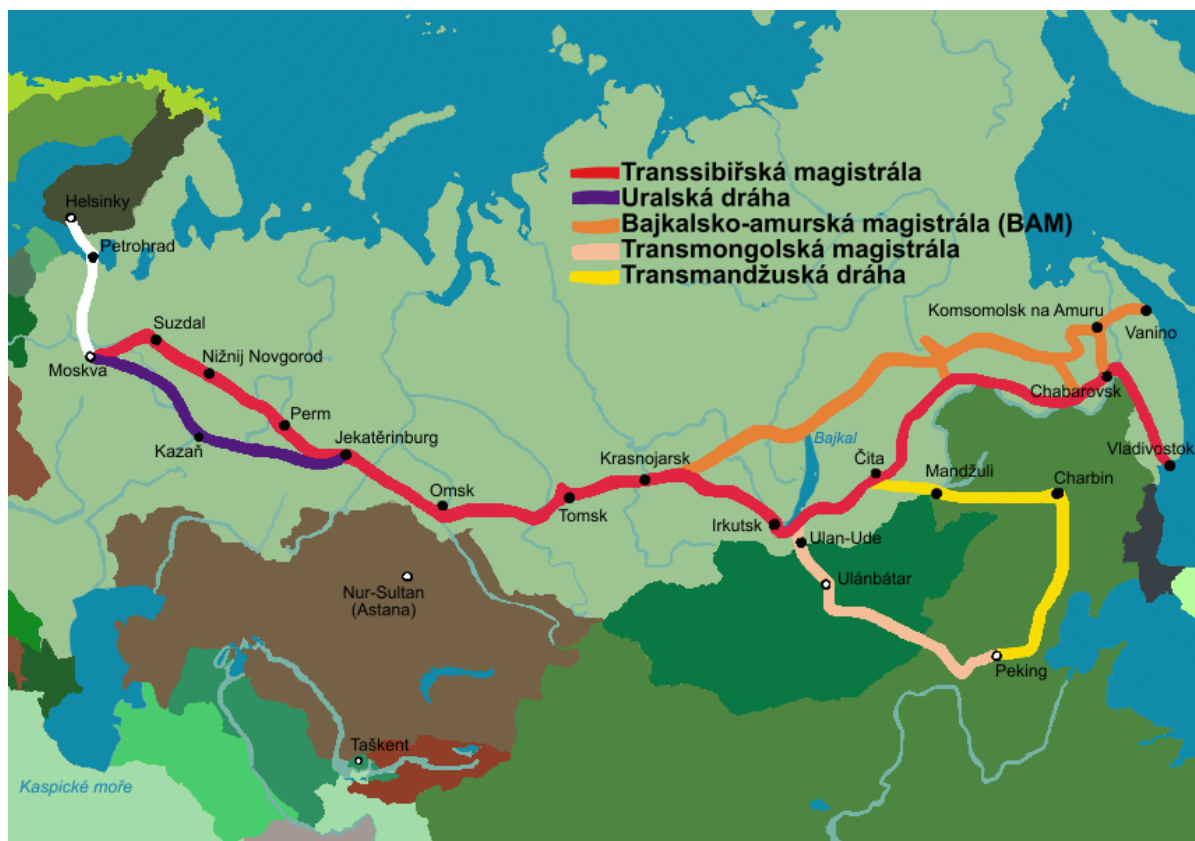 Transsibiřská magistrála
Uralská dráha
Bajkalsko-amurská magistrála (BAM)
Transmongolská magistrála
Transmandžuská dráha
Helsinky
Petrohrad
Moskva
Suzdal
Nižnij Novgorod
Perm
Kazaň
Jekatěrinburg
Omsk
Tomsk
Krasnojarsk
Irkutsk
Bajkal
Ulan-Ude
Ulánbátar
Čita
Mandžuli
Charbin
Peking
Komsomolsk na Amuru
Vanino
Chabarovsk
Vladivostok
Nur-Sultan
(Astana)
Taškent
Kaspické moře